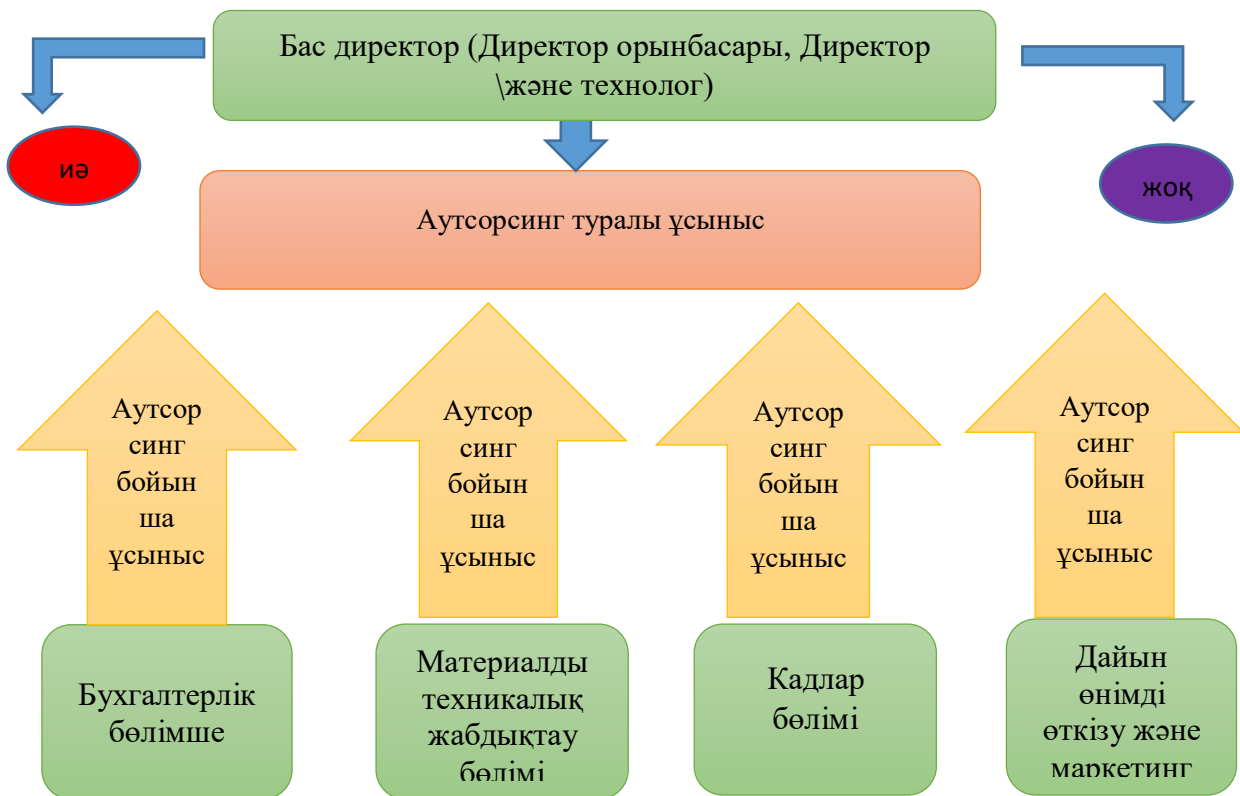 Бас директор (Директор орынбасары, Директор
\және технолог)
иә
жоқ
Аутсорсинг туралы ұсыныс
Аутсор
синг
бойын
ша
ұсыныс
Аутсор
синг
бойын
ша
ұсыныс
Аутсор
синг
бойын
ша
ұсыныс
Аутсор
синг
бойын
ша
ұсыныс
Бухгалтерлік
бөлімше
Материалды
техникалық
жабдықтау
бөлімі
Кадлар
бөлімі
Дайын
өнімді
өткізу және
маркетинг